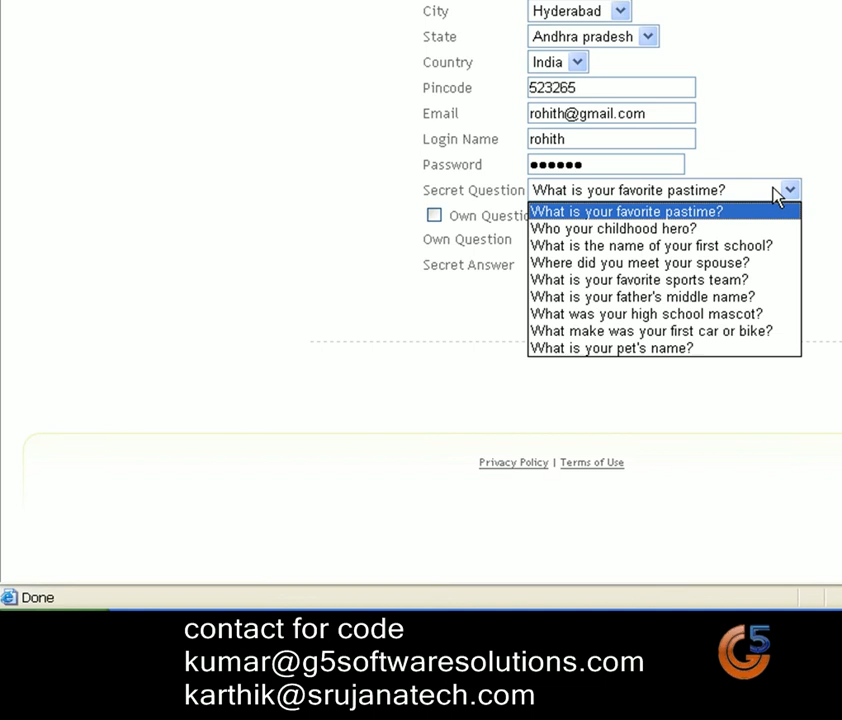 City Hyderabad
State Andhra pradesh
Country India
Pincode 523265
Email rohith@gmail.com
Login Name rohith
Password ●●●●●●
Secret Question What is your favorite pastime?
What is your favorite pastime?
Own Questio
Who your childhood hero?
Own Question
What is the name of your first school?
Where did you meet your spouse?
Secret Answer
What is your favorite sports team?
What is your father's middle name?
What was your high school mascot?
What make was your first car or bike?
What is your pet's name?
Privacy Policy | Terms of Use
Done
contact for code
kumar@g5softwaresolutions.com
karthik@srujanatech.com
G5